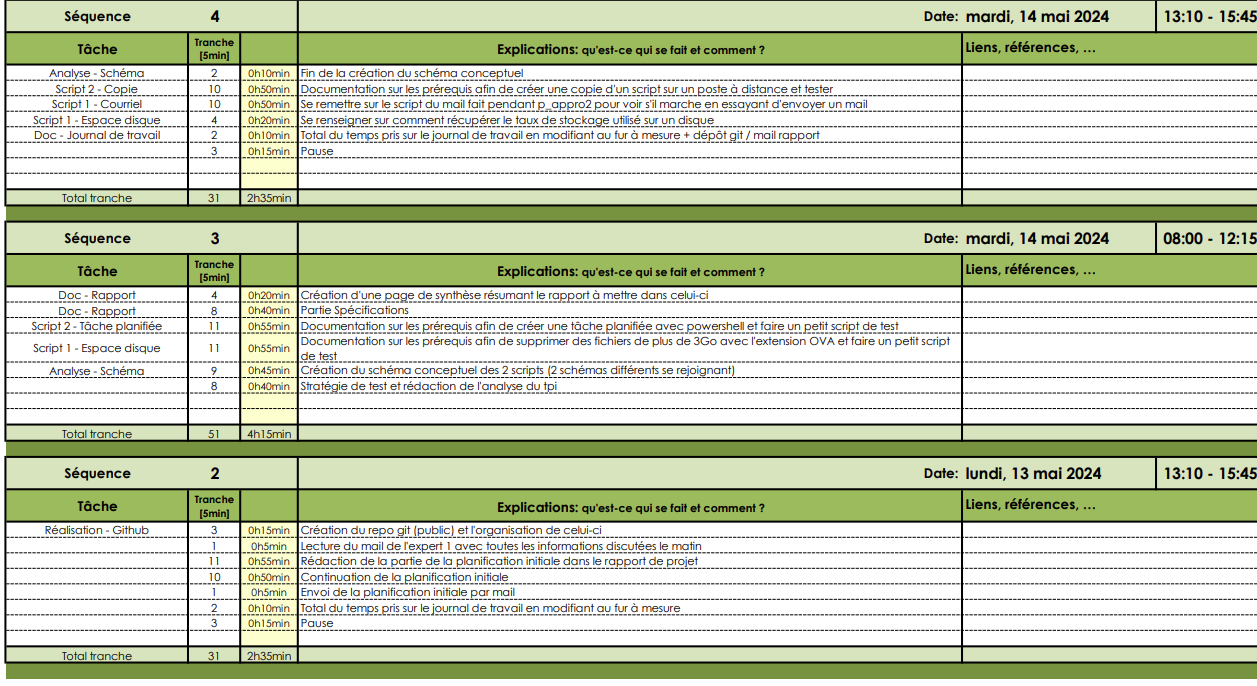 Séquence 4 Date: mardi, 14 mai 2024 13:10 - 15:45
Tâche Tranche [5min] Explications: qu'est-ce qui se fait et comment ? Liens, références, …
Analyse - Schéma 2 0h10min Fin de la création du schéma conceptuel
Script 2 - Copie 10 0h50min Documentation sur les prérequis afin de créer une copie d'un script sur un poste à distance et tester
Script 1 - Courriel 10 0h50min Se remettre sur le script du mail fait pendant p_appro2 pour voir s'il marche en essayant d'envoyer un mail
Script 1 - Espace disque 4 0h20min Se renseigner sur comment récupérer le taux de stockage utilisé sur un disque
Doc - Journal de travail 2 0h10min Total du temps pris sur le journal de travail en modifiant au fur à mesure + dépôt git / mail rapport
3 0h15min Pause
Total tranche 31 2h35min
Séquence 3 Date: mardi, 14 mai 2024 08:00 - 12:15
Tâche Tranche [5min] Explications: qu'est-ce qui se fait et comment ? Liens, références, …
Doc - Rapport 4 0h20min Création d'une page de synthèse résumant le rapport à mettre dans celui-ci
Doc - Rapport 8 0h40min Partie Spécifications
Script 2 - Tâche planifiée 11 0h55min Documentation sur les prérequis afin de créer une tâche planifiée avec powershell et faire un petit script de test
Script 1 - Espace disque 11 0h55min Documentation sur les prérequis afin de supprimer des fichiers de plus de 3Go avec l'extension OVA et faire un petit script
de test
Analyse - Schéma 9 0h45min Création du schéma conceptuel des 2 scripts (2 schémas différents se rejoignant)
8 0h40min Stratégie de test et rédaction de l'analyse du tpi
Total tranche 51 4h15min
Séquence 2 Date: lundi, 13 mai 2024 13:10 - 15:45
Tâche Tranche [5min] Explications: qu'est-ce qui se fait et comment ? Liens, références, …
Réalisation - Github 3 0h15min Création du repo git (public) et l'organisation de celui-ci
1 0h5min Lecture du mail de l'expert 1 avec toutes les informations discutées le matin
11 0h55min Rédaction de la partie de la planification initiale dans le rapport de projet
10 0h50min Continuation de la planification initiale
1 0h5min Envoi de la planification initiale par mail
2 0h10min Total du temps pris sur le journal de travail en modifiant au fur à mesure
3 0h15min Pause
Total tranche 31 2h35min